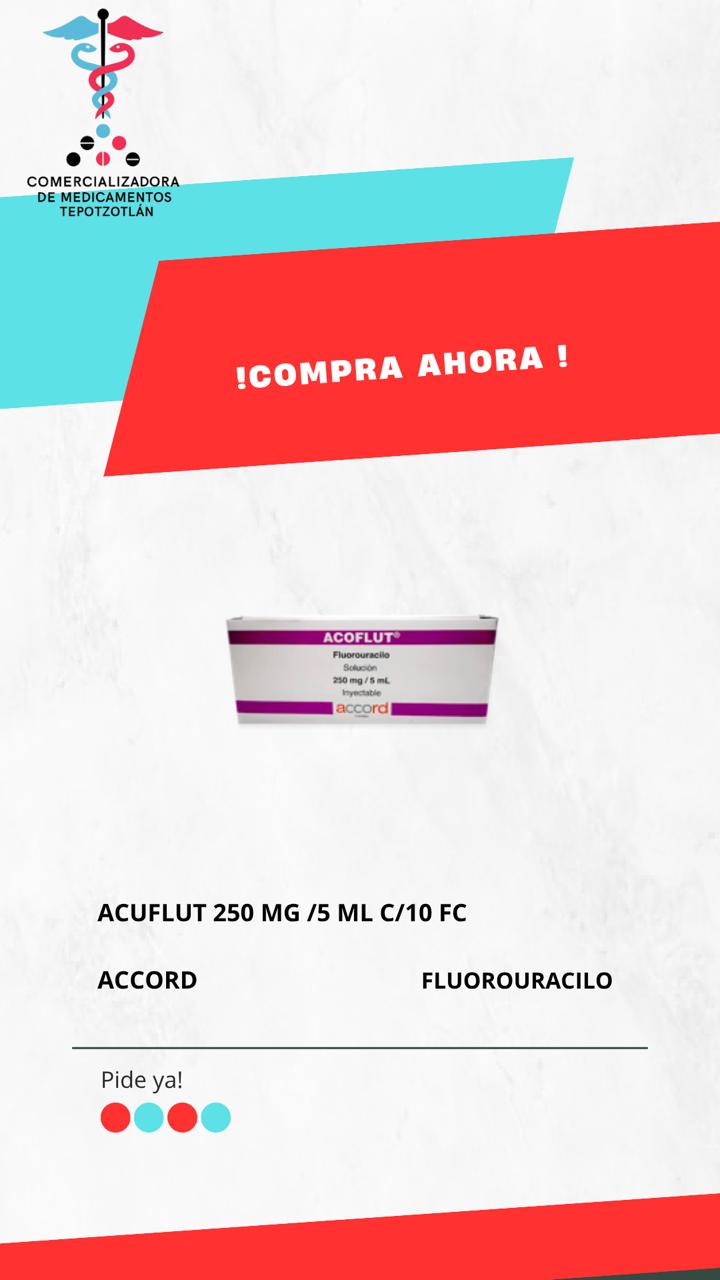 COMERCIALIZADORA
DE MEDICAMENTOS
TEPOTZOTLÁN
!COMPRA AHORA !
ACOFLUT®
Fluorouracilo
Solución
250 mg / 5 mL
Inyectable
accord
ACUFLUT 250 MG /5 ML C/10 FC
ACCORD FLUOROURACILO
Pide ya!